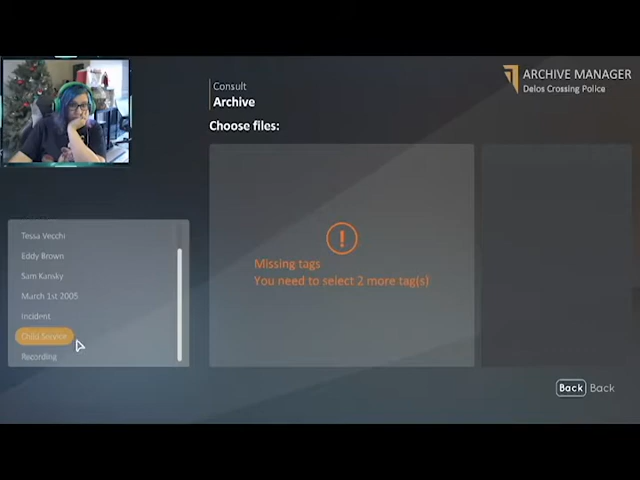 ARCHIVE MANAGER
Delos Crossing Police
Consult
Archive
Choose files:
Tessa Vecchi
Eddy Brown
Sam Kansky
March 1st 2005
Incident
Child Service
Recording
Missing tags
You need to select 2 more tag(s)
Back Back